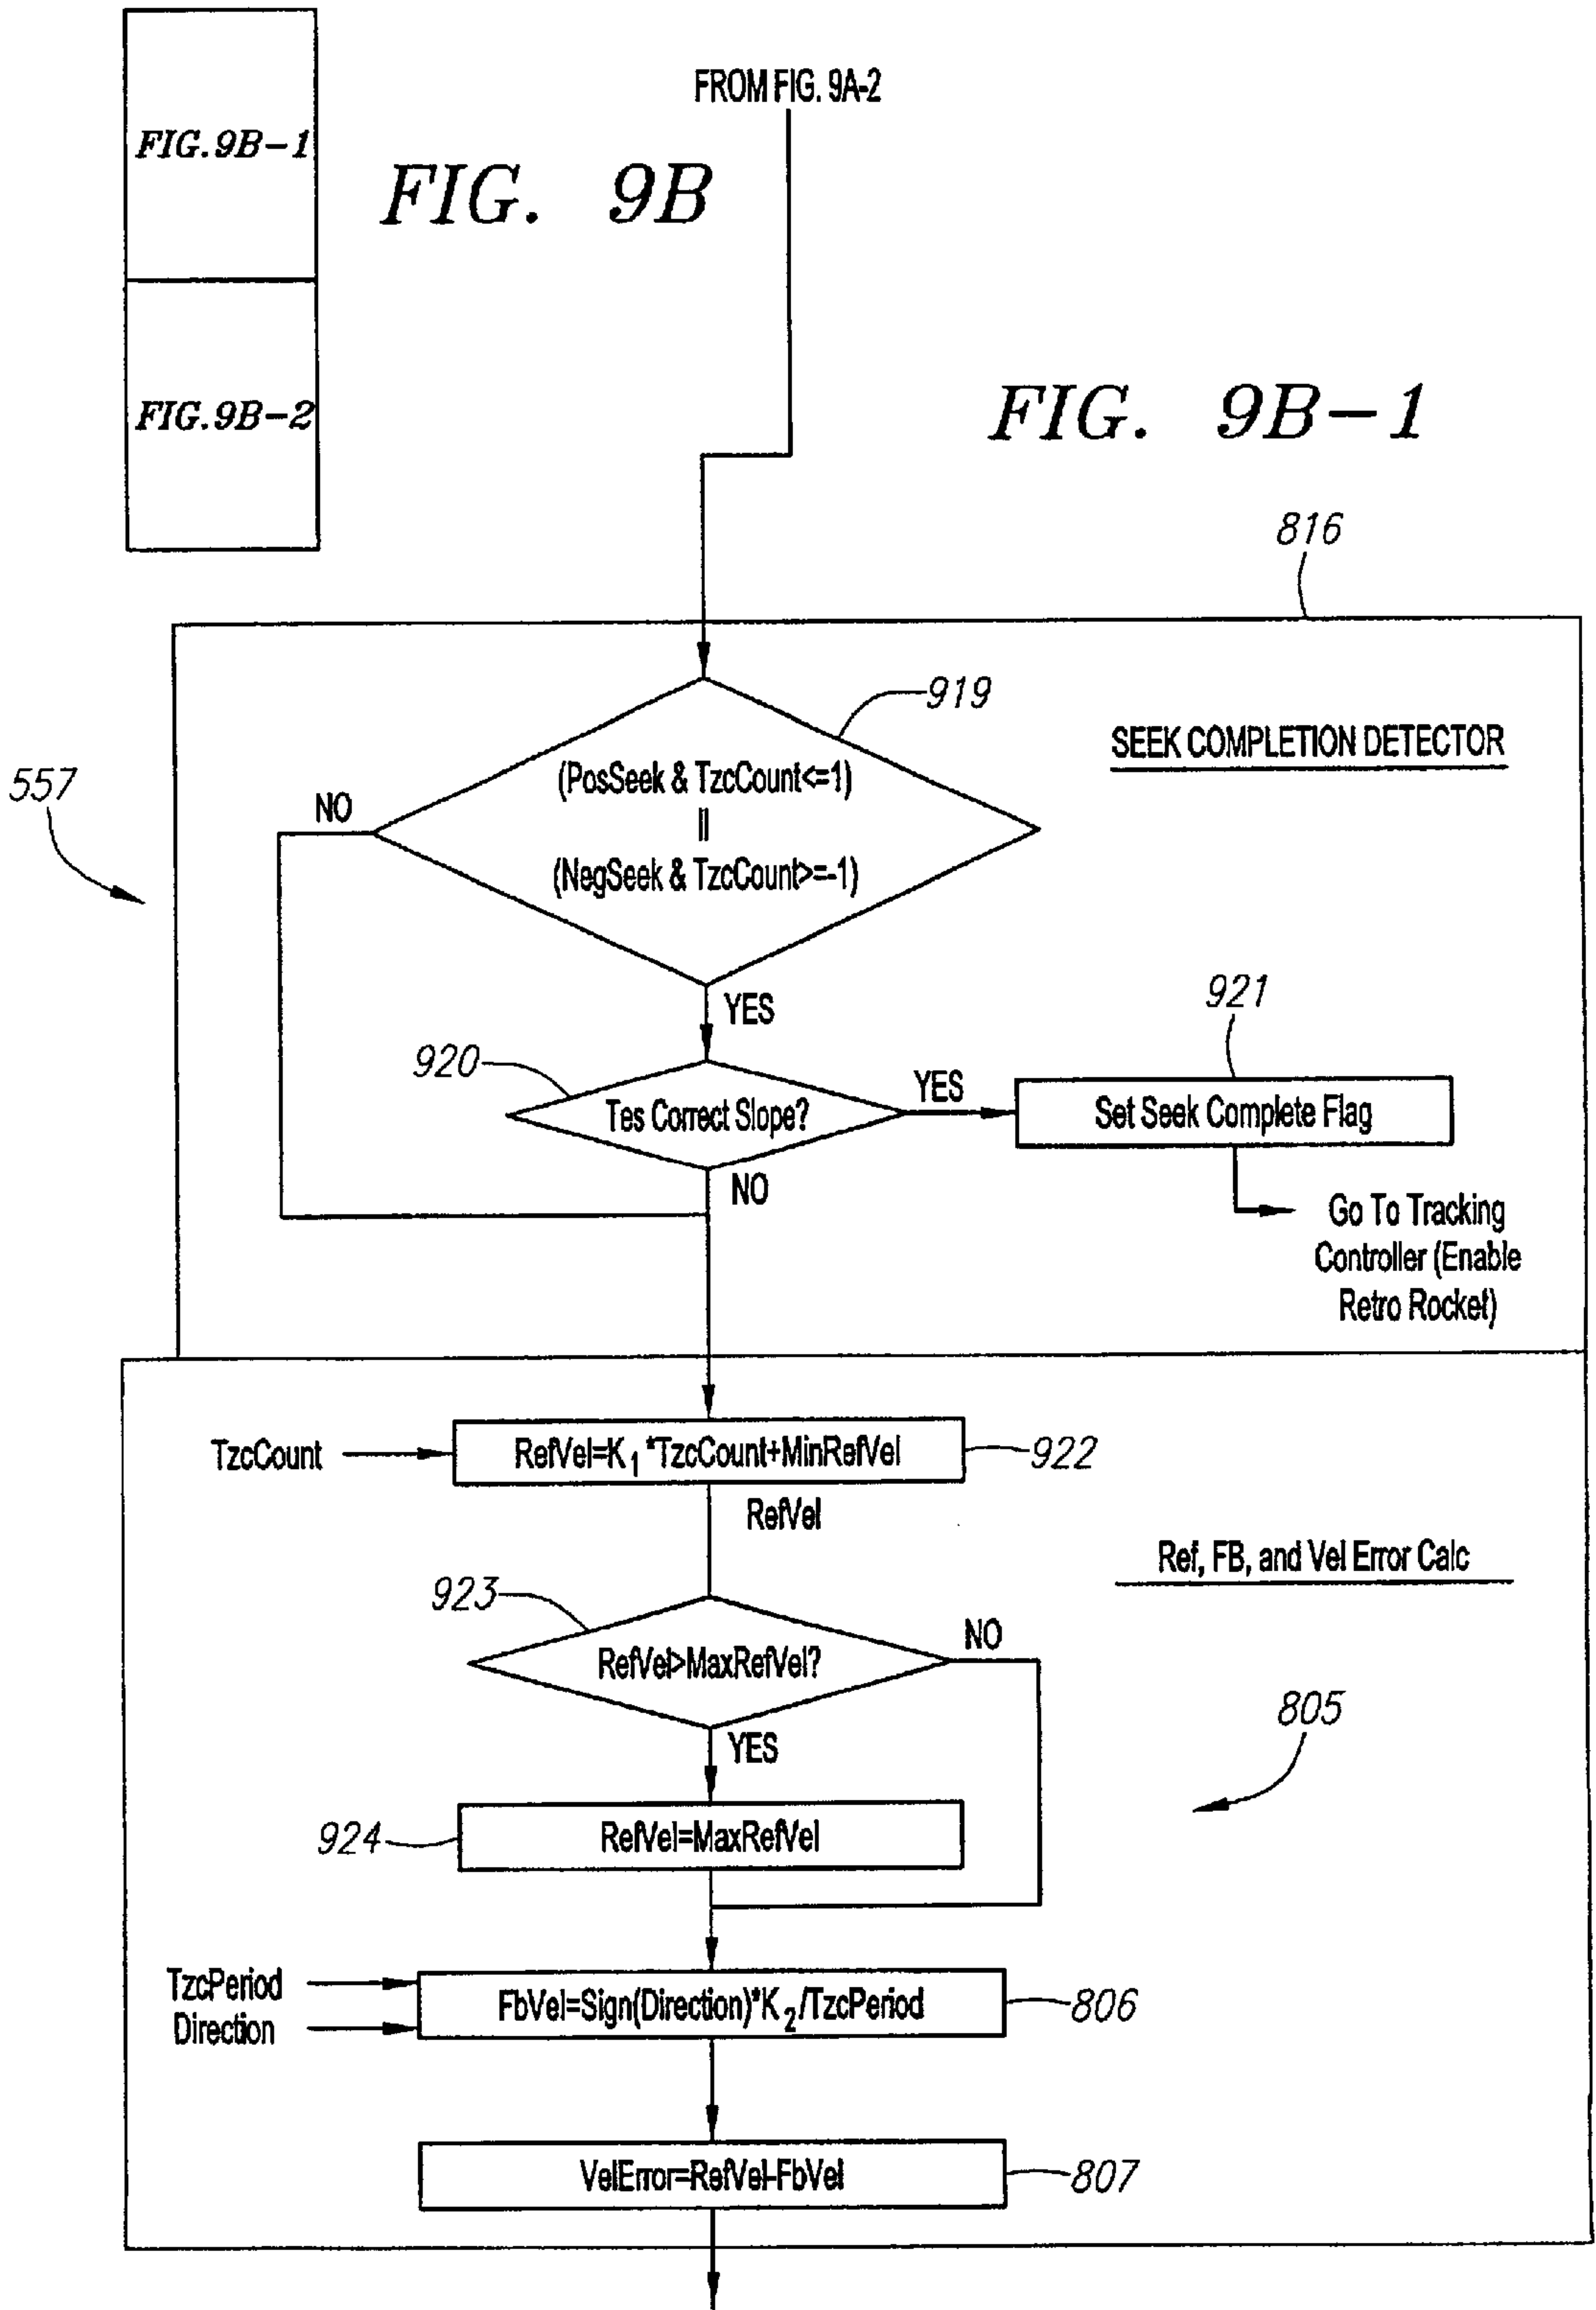 FROM FIG. 9A-2
FIG.9B-1
FIG. 9B
FIG.9B-2
FIG. 9B-1
816
919
SEEK COMPLETION DETECTOR
557
NO
(PosSeek & TzcCount<=1)
||
(NegSeek & TzcCount>=-1)
YES
921
920
YES
Tes Correct Slope?
Set Seek Complete Flag
NO
Go To Tracking
Controller (Enable
Retro Rocket)
TzcCount
RefVel=K1*TzcCount+MinRefVel
922
RefVel
Ref, FB, and Vel Error Calc
923
NO
RefVel>MaxRefVel?
805
YES
924
RefVel=MaxRefVel
TzcPeriod
Direction
FbVel=Sign(Direction)*K2/TzcPeriod
806
VelError=RefVel-FbVel
807